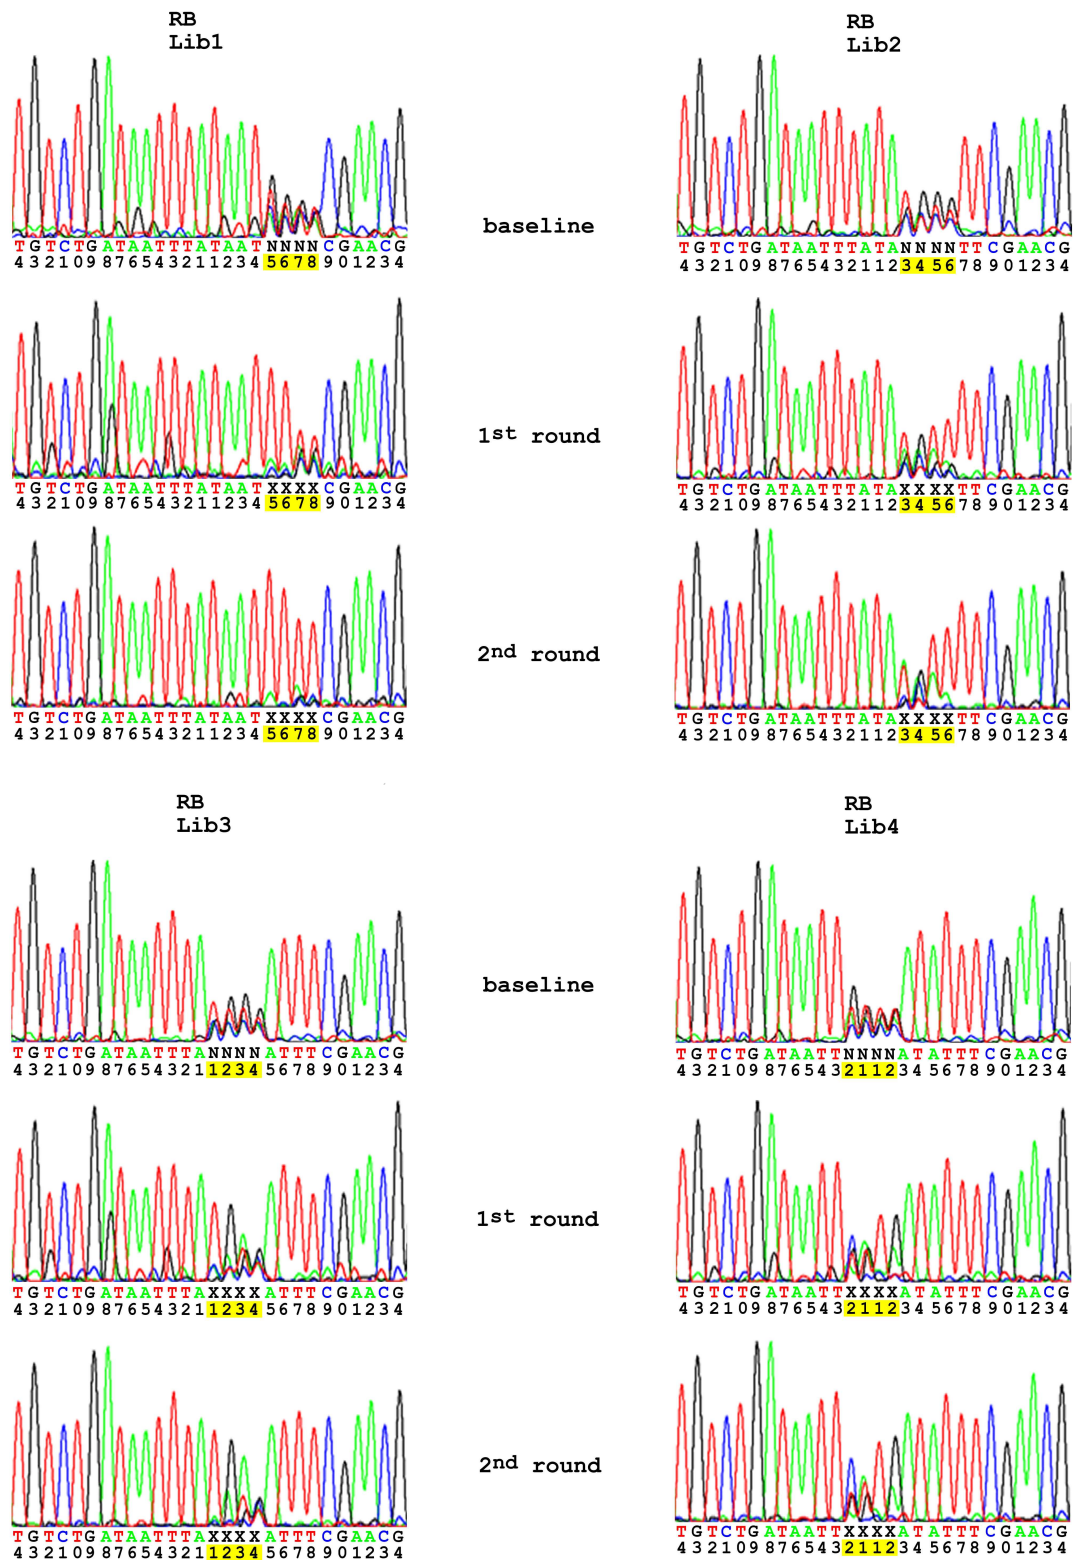 RB
Lib1
RB
Lib2
baseline
TGTCTGATAATTTATAATNNNNCGAACG
4321098765432112345678901234
TGTCTGATAATTTATANNNNTTCGAACG
4321098765432112345678901234
1st round
TGTCTGATAATTTATAATXXXXCGAACG
4321098765432112345678901234
TGTCTGATAATTTATAXXXXTTCGAACG
4321098765432112345678901234
2nd round
TGTCTGATAATTTATAATXXXXCGAACG
4321098765432112345678901234
TGTCTGATAATTTATAXXXXTTCGAACG
4321098765432112345678901234
RB
Lib3
RB
Lib4
baseline
TGTCTGATAATTTANNNNATTTCGAACG
4321098765432112345678901234
TGTCTGATAATTNNNNATATTTCGAACG
4321098765432112345678901234
1st round
TGTCTGATAATTTAXXXXATTTCGAACG
4321098765432112345678901234
TGTCTGATAATTXXXXATATTTCGAACG
4321098765432112345678901234
2nd round
TGTCTGATAATTTAXXXXATTTCGAACG
4321098765432112345678901234
TGTCTGATAATTXXXXATATTTCGAACG
4321098765432112345678901234